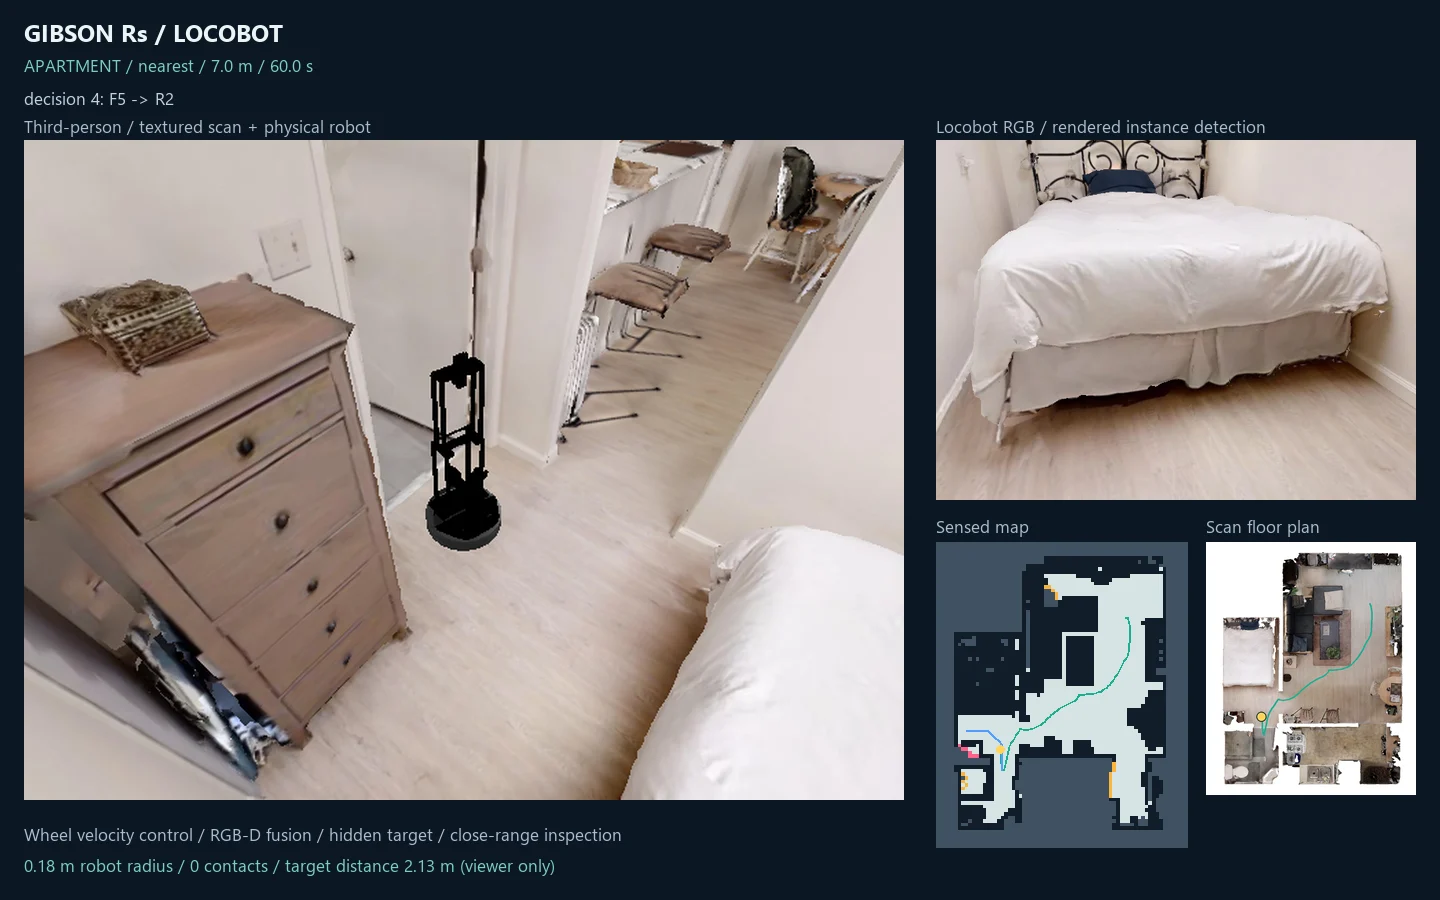 GIBSON Rs / LOCOBOT
APARTMENT / nearest / 7.0 m / 60.0 s
decision 4: F5 -> R2
Third-person / textured scan + physical robot
Locobot RGB / rendered instance detection
Sensed map
Scan floor plan
Wheel velocity control / RGB-D fusion / hidden target / close-range inspection
0.18 m robot radius / 0 contacts / target distance 2.13 m (viewer only)